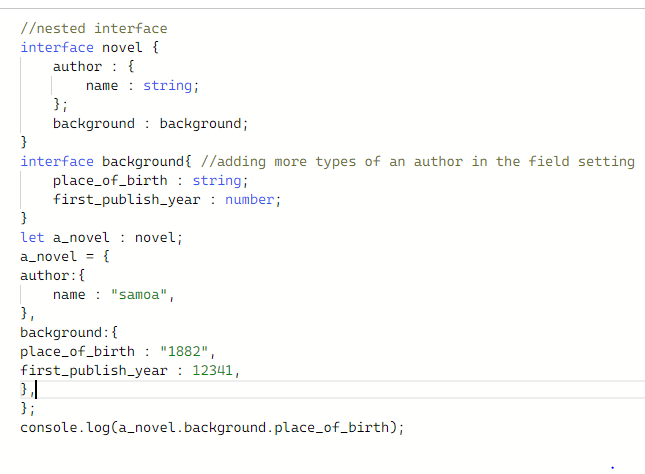 //nested interface
interface novel {
    author : {
        name : string;
    };
    background : background;
}
interface background{ //adding more types of an author in the field setting
    place_of_birth : string;
    first_publish_year : number;
}
let a_novel : novel;
a_novel = {
author:{
    name : "samoa",
},
background:{
place_of_birth : "1882",
first_publish_year : 12341,
},
};
console.log(a_novel.background.place_of_birth);